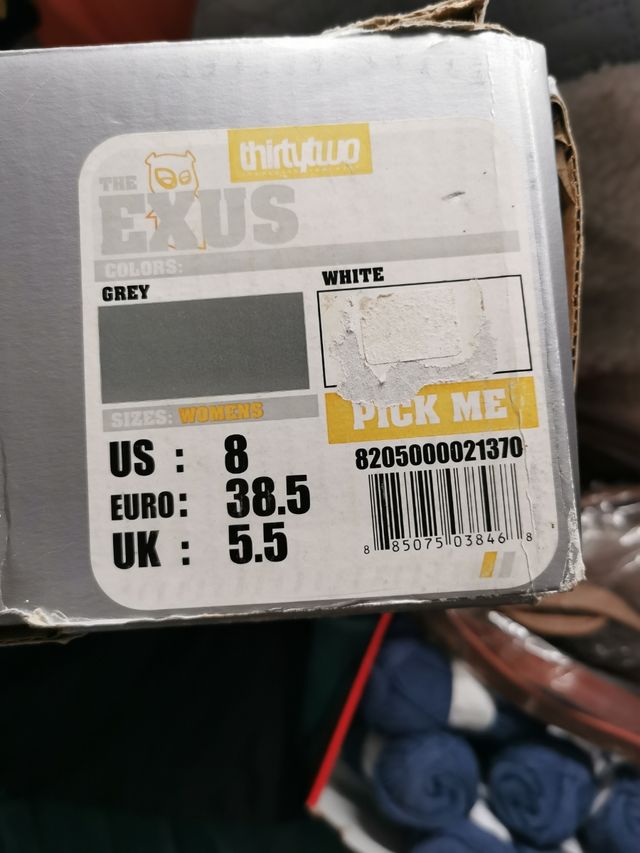 thirtytwo
THE
EXUS
COLORS:
GREY
WHITE
SIZES: WOMENS
PICK ME
US : 8
EURO: 38.5
UK : 5.5
8205000021370
8 85075 03846 8